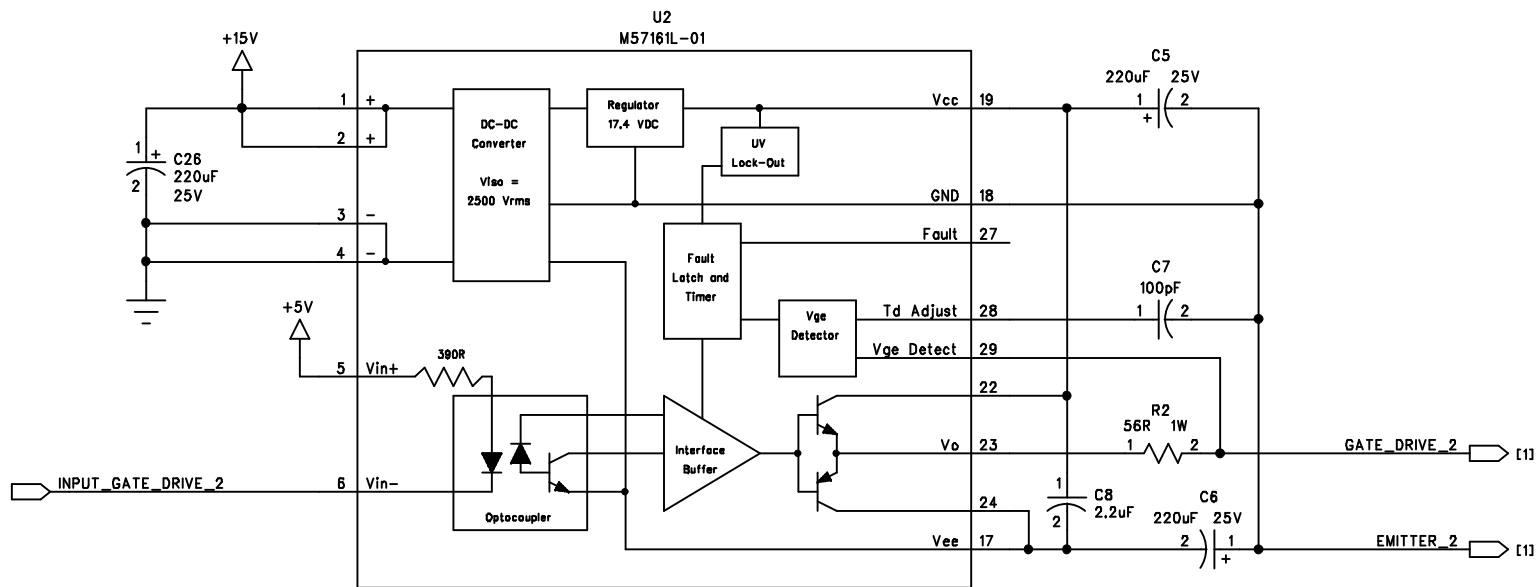 U2
M57161L-01
+15V
C5
220uF 25V
1 + 2
1 +
2 +
DC-DC
Converter
Viso =
2500 Vrms
Regulator
17.4 VDC
Vcc 19
UV
Lock-Out
1 +
C26
220uF
25V
2
GND 18
3 -
4 -
Fault 27
Fault
Latch and
Timer
C7
100pF
1 2
Vge
Detector
Td Adjust 28
Vge Detect 29
+5V
5 Vin+
390R
22
R2
56R 1W
1 2
Interface
Buffer
Vo 23
GATE_DRIVE_2 [1]
INPUT_GATE_DRIVE_2
6 Vin-
Optocoupler
24
1
C8
2.2uF
2
C6
220uF 25V
2 1 +
Vee 17
EMITTER_2 [1]